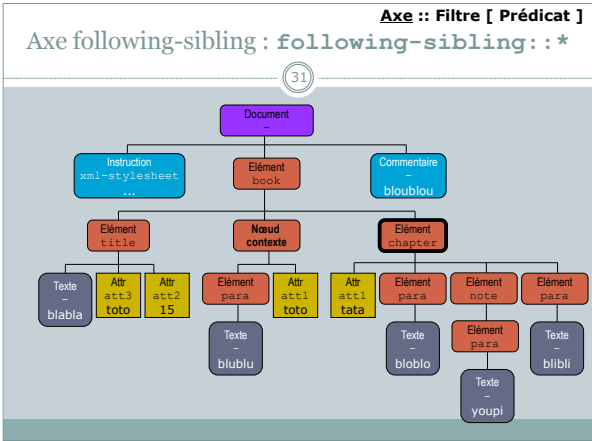 Axe :: Filtre [ Prédicat ]
Axe following-sibling : following-sibling::*
31
Document
–
Instruction
xml-stylesheet
...
Elément
book
Commentaire
–
bloublou
Elément
title
Nœud
contexte
Elément
chapter
Texte
–
blabla
Attr
att3
toto
Attr
att2
15
Elément
para
Attr
att1
toto
Attr
att1
tata
Elément
para
Elément
note
Elément
para
Texte
–
blublu
Texte
–
bloblo
Elément
para
Texte
–
blibli
Texte
–
youpi